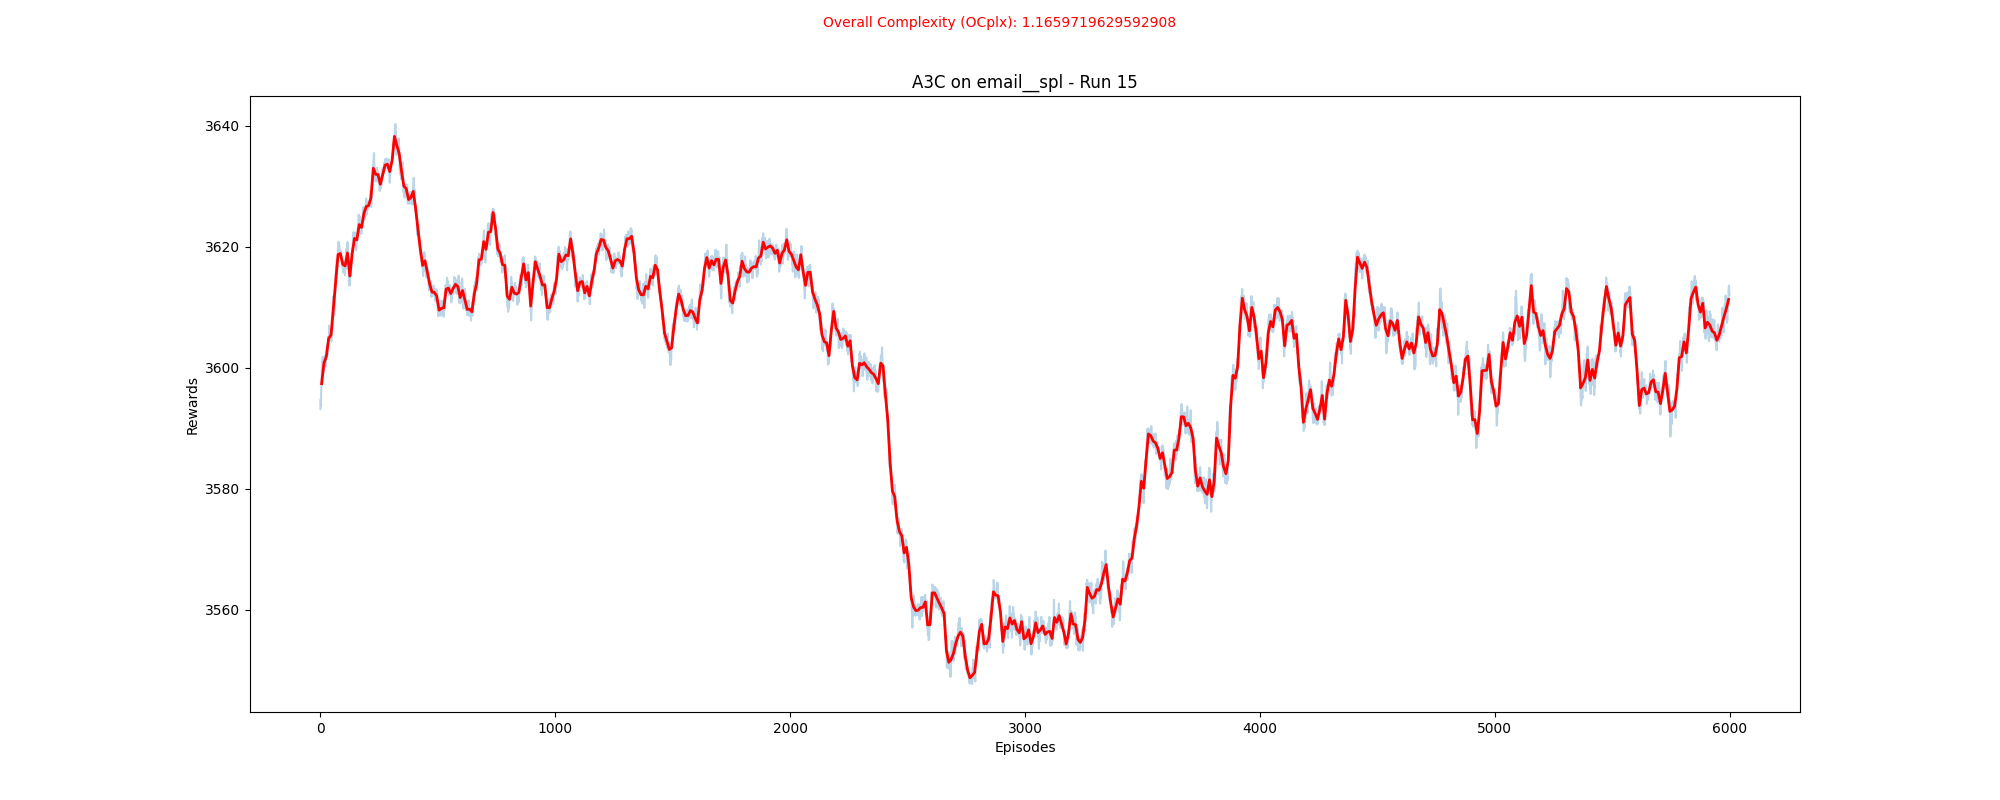 Overall Complexity (OCplx): 1.1659719629592908
A3C on email__spl - Run 15
3640
3620
3600
3580
3560
Rewards
0 1000 2000 3000 4000 5000 6000
Episodes